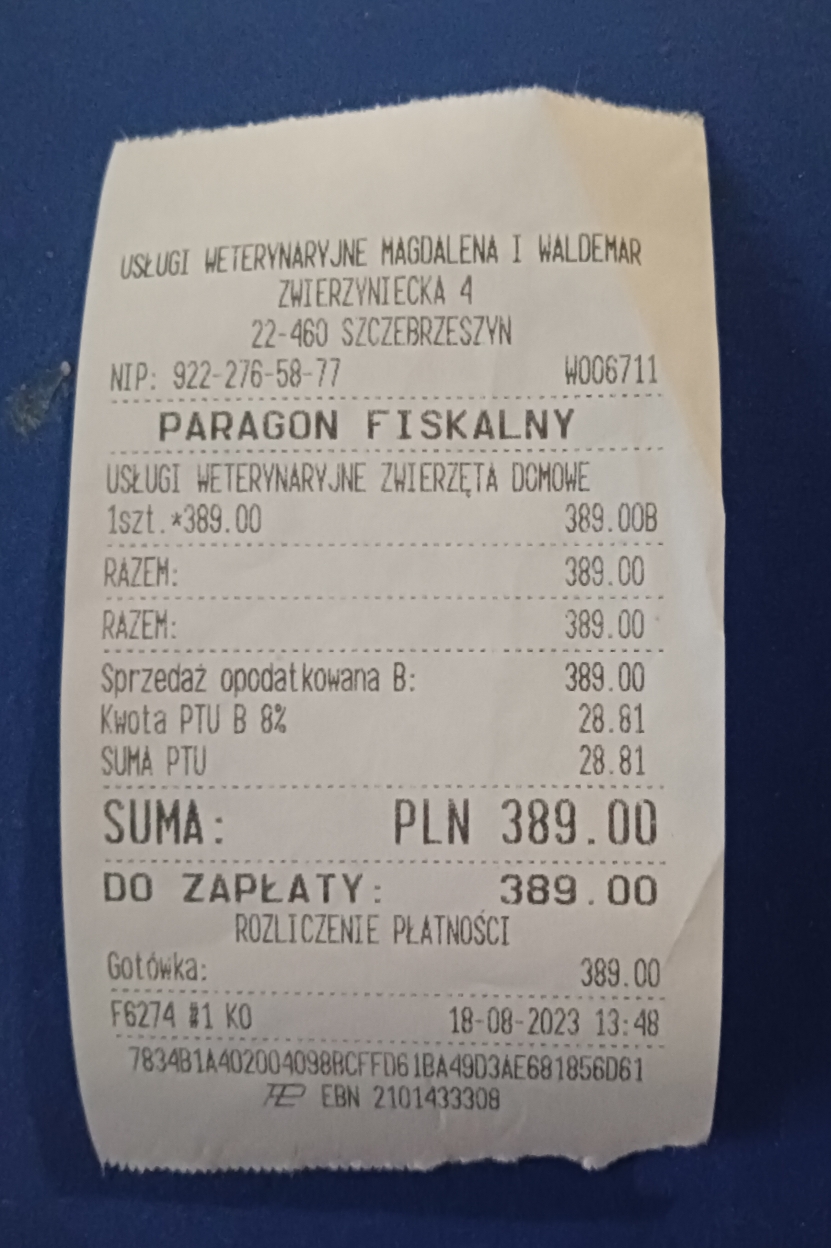 USŁUGI WETERYNARYJNE MAGDALENA I WALDEMAR
ZWIERZYNIECKA 4
22-460 SZCZEBRZESZYN
NIP: 922-276-58-77 W006711
PARAGON FISKALNY
USŁUGI WETERYNARYJNE ZWIERZĘTA DOMOWE
1szt.*389.00 389.00B
RAZEM: 389.00
RAZEM: 389.00
Sprzedaż opodatkowana B: 389.00
Kwota PTU B 8% 28.81
SUMA PTU 28.81
SUMA: PLN 389.00
DO ZAPŁATY: 389.00
ROZLICZENIE PŁATNOŚCI
Gotówka: 389.00
F6274 #1 KO 18-08-2023 13:48
7834B1A402004098BCFFD61BA49D3AE681856D61
EBN 2101433308